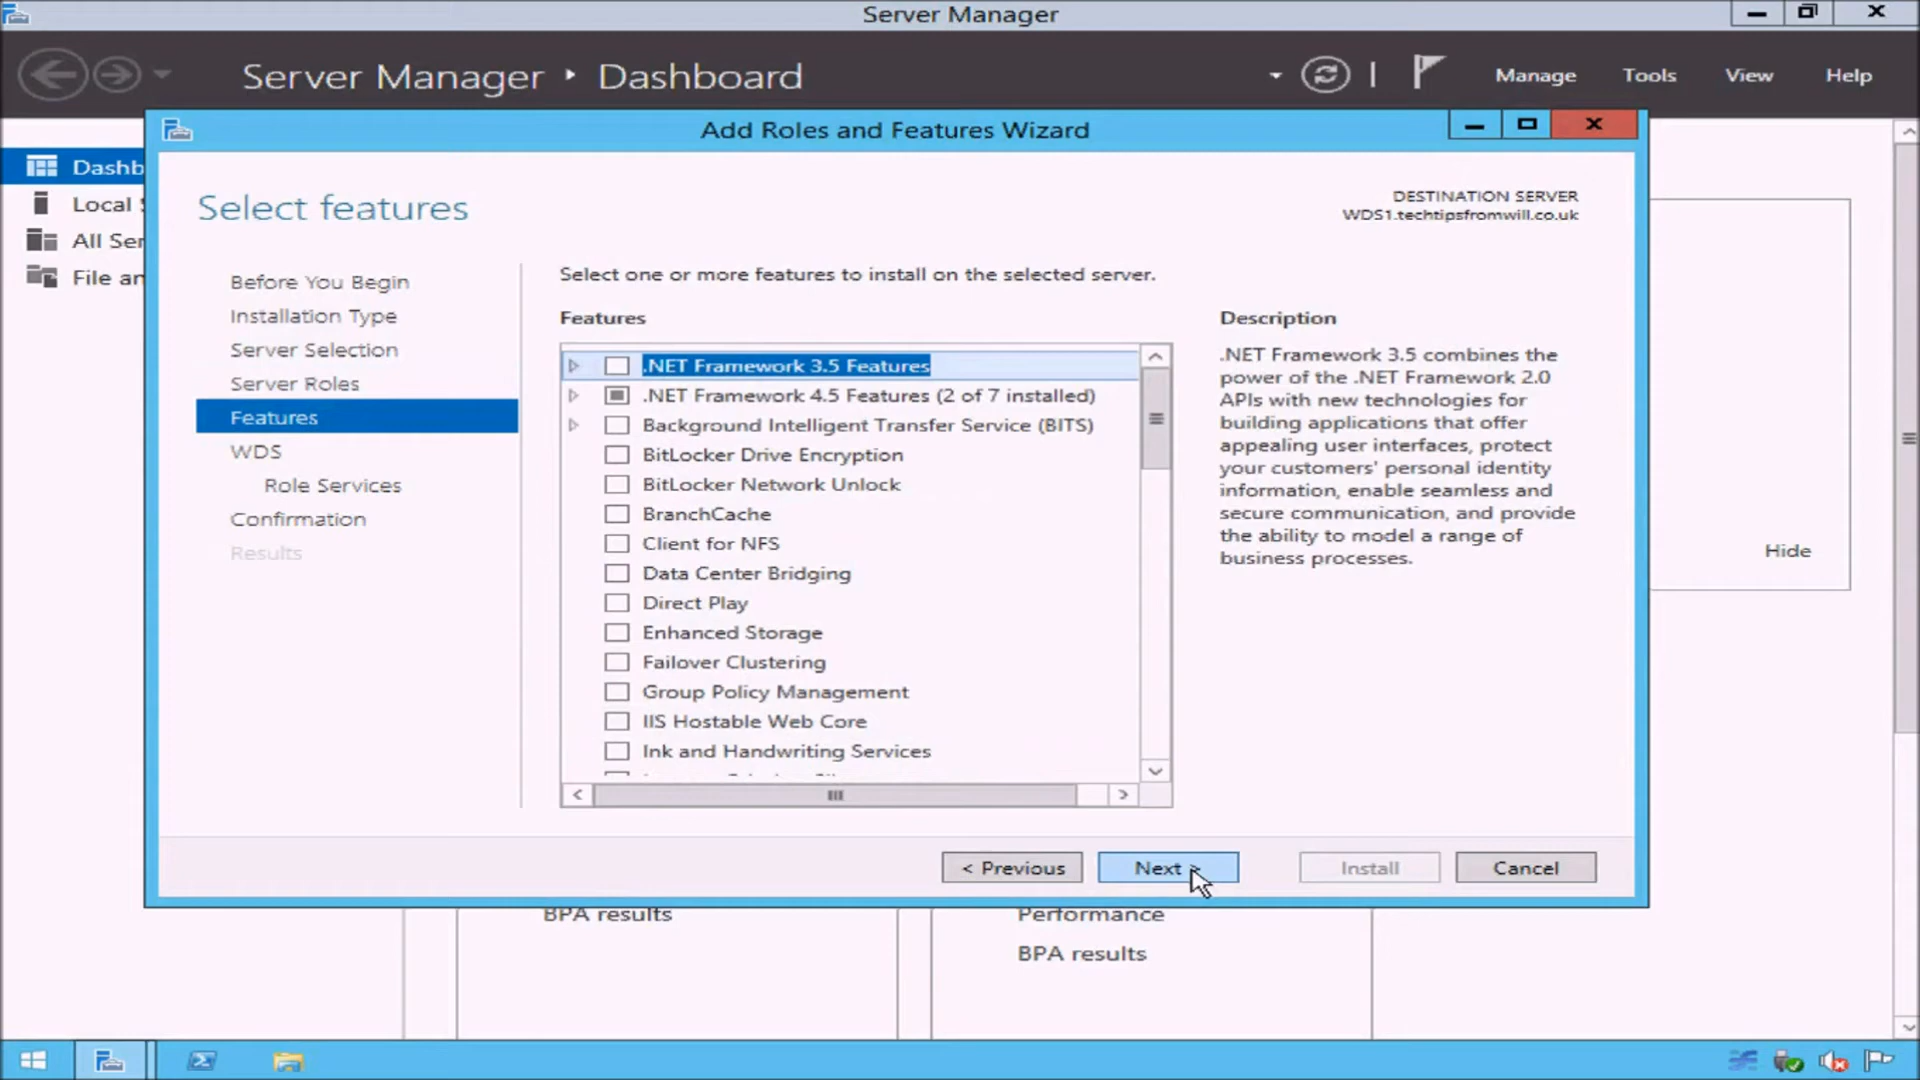 Server Manager
Server Manager
Dashboard
Manage
Tools
View
Help
Add Roles and Features Wizard
Dashb
Local
All Ser
File an
Select features
DESTINATION SERVER
WDS1.techtipsfromwill.co.uk
Before You Begin
Installation Type
Server Selection
Server Roles
Features
WDS
Role Services
Confirmation
Results
Select one or more features to install on the selected server.
Features
.NET Framework 3.5 Features
.NET Framework 4.5 Features (2 of 7 installed)
Background Intelligent Transfer Service (BITS)
BitLocker Drive Encryption
BitLocker Network Unlock
BranchCache
Client for NFS
Data Center Bridging
Direct Play
Enhanced Storage
Failover Clustering
Group Policy Management
IIS Hostable Web Core
Ink and Handwriting Services
Description
.NET Framework 3.5 combines the
power of the .NET Framework 2.0
APIs with new technologies for
building applications that offer
appealing user interfaces, protect
your customers' personal identity
information, enable seamless and
secure communication, and provide
the ability to model a range of
business processes.
Hide
< Previous
Next >
Install
Cancel
BPA results
Performance
BPA results